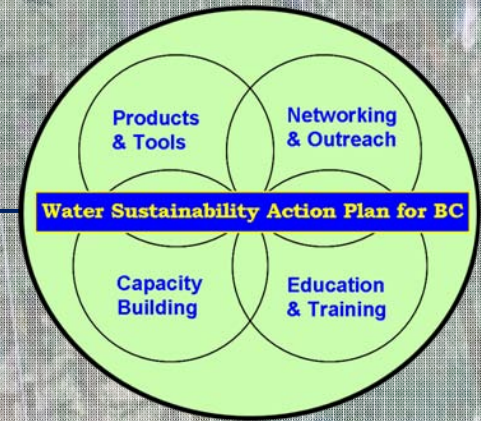 Products
& Tools
Networking
& Outreach
Water Sustainability Action Plan for BC
Capacity
Building
Education
& Training